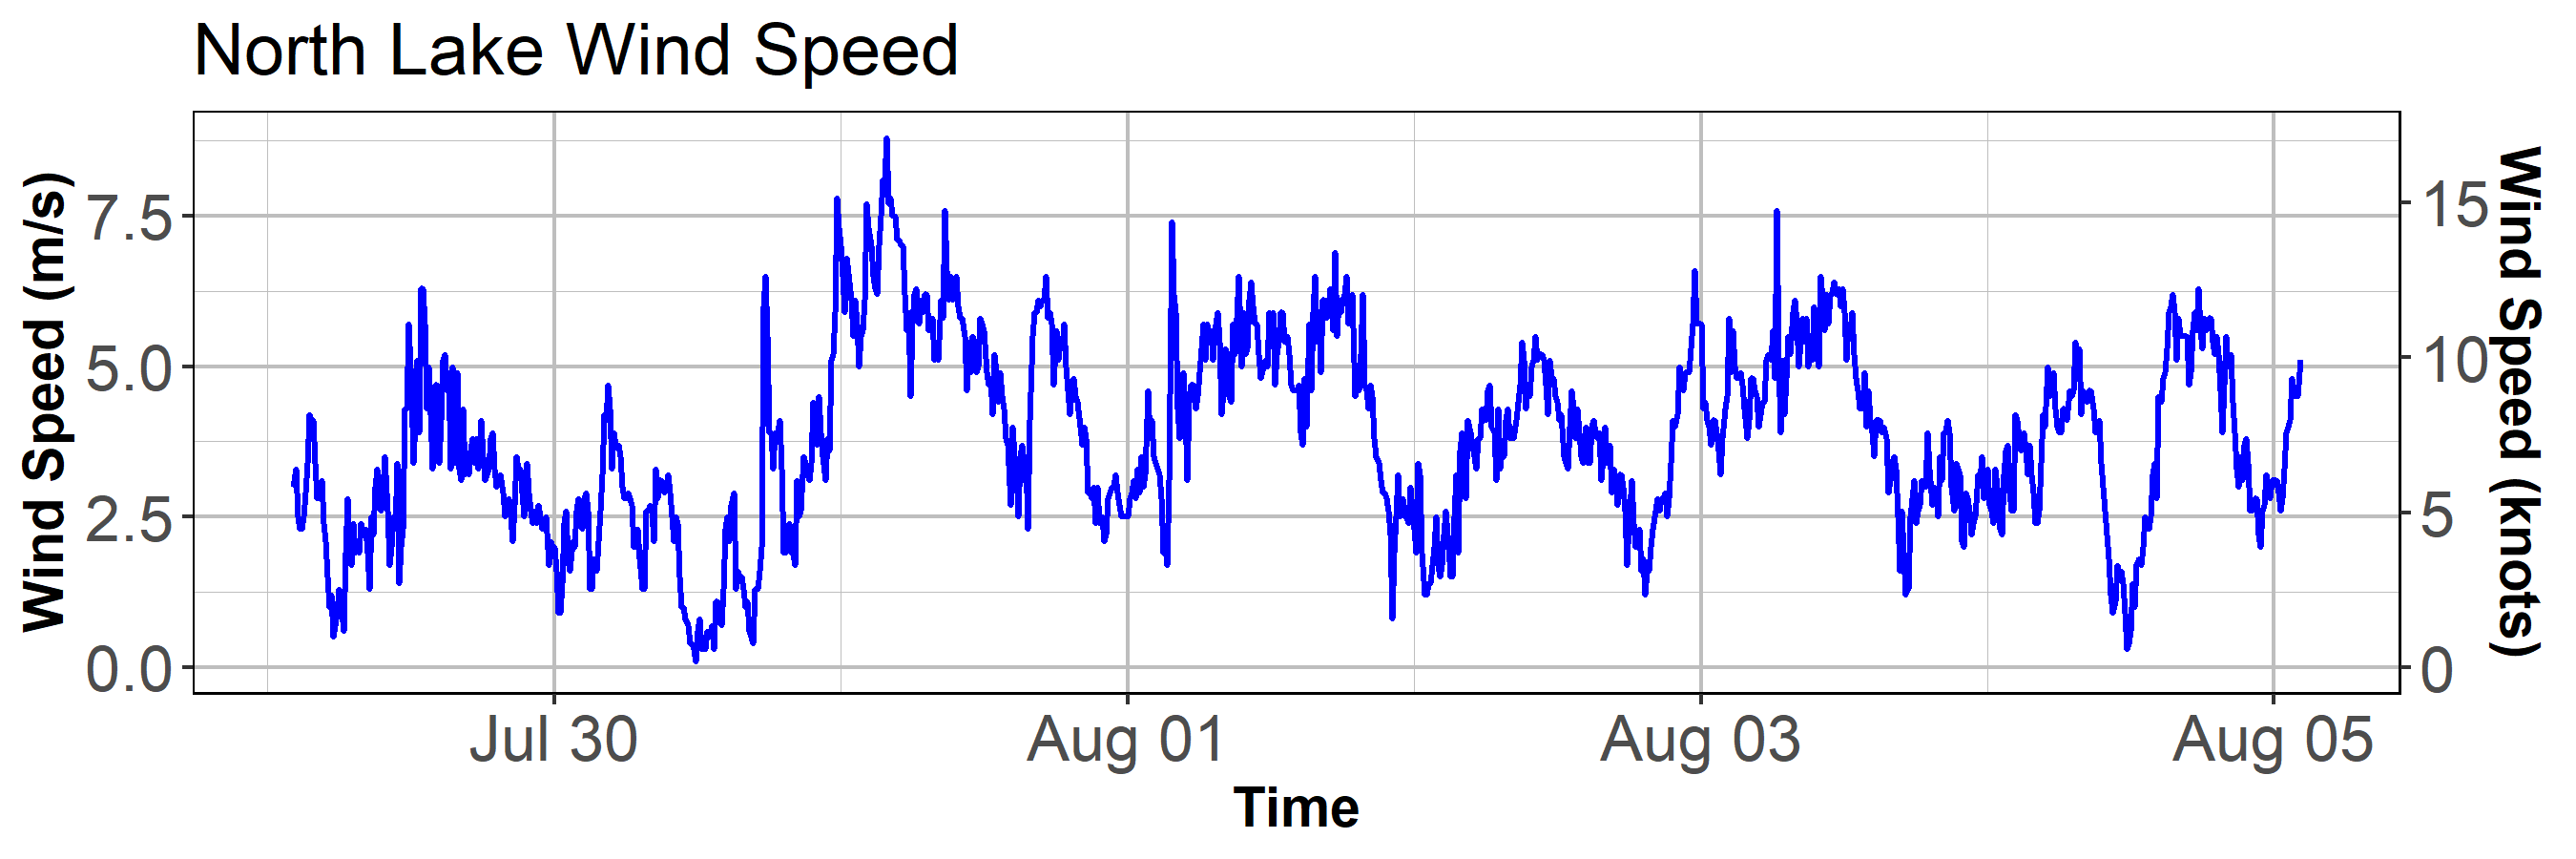 North Lake Wind Speed
Wind Speed (m/s)
7.5
5.0
2.5
0.0
15
10
5
0
Wind Speed (knots)
Jul 30
Aug 01
Aug 03
Aug 05
Time